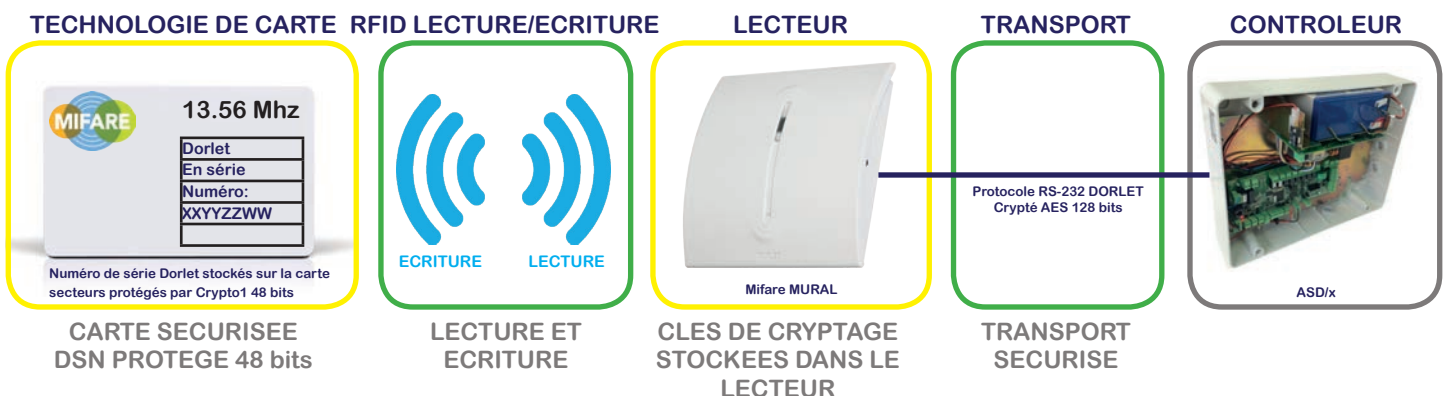 TECHNOLOGIE DE CARTE
RFID LECTURE/ECRITURE
LECTEUR
TRANSPORT
CONTROLEUR
MIFARE
13.56 Mhz
Dorlet
En série
Numéro:
XXYYZZWW
Numéro de série Dorlet stockés sur la carte
secteurs protégés par Crypto1 48 bits
ECRITURE
LECTURE
Mifare MURAL
Protocole RS-232 DORLET
Crypté AES 128 bits
ASD/x
CARTE SECURISEE
DSN PROTEGE 48 bits
LECTURE ET
ECRITURE
CLES DE CRYPTAGE
STOCKEES DANS LE
LECTEUR
TRANSPORT
SECURISE